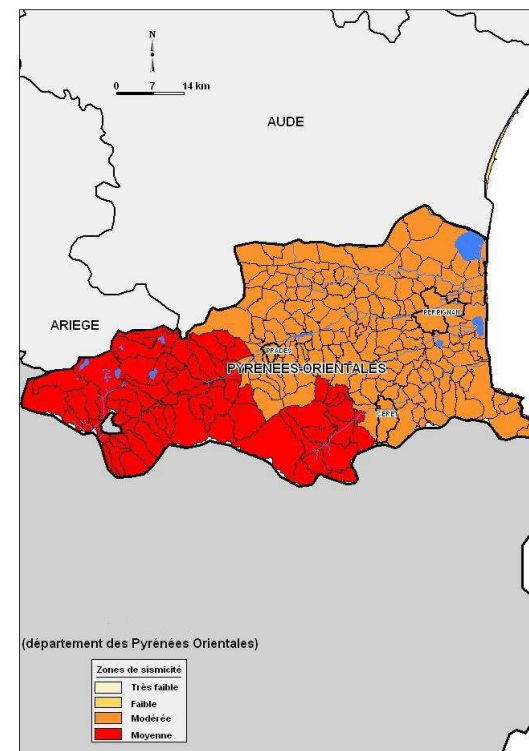 N
0 7 14 km
AUDE
ARIEGE
PERPIGNAN
PRADES
PYRENEES-ORIENTALES
CERET
(département des Pyrénées Orientales)
Zones de sismicité
Très faible
Faible
Modérée
Moyenne